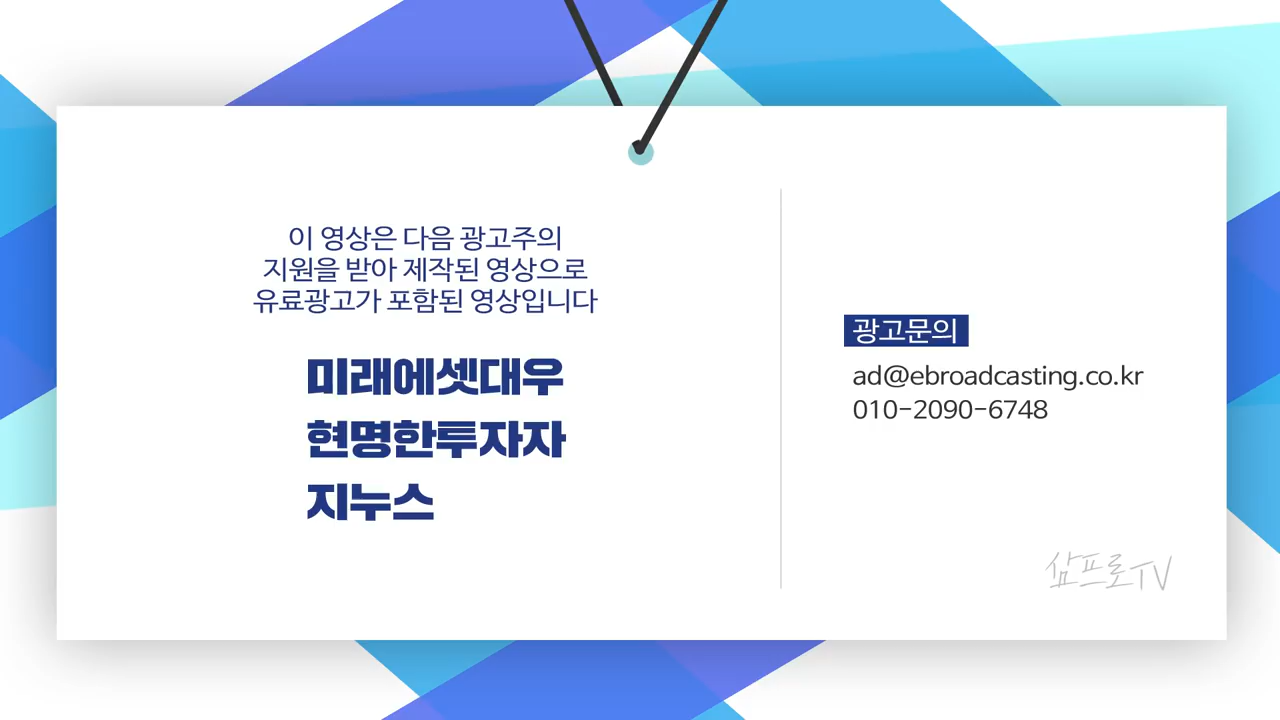 이 영상은 다음 광고주의
지원을 받아 제작된 영상으로
유료광고가 포함된 영상입니다
미래에셋대우
현명한투자자
지누스
광고문의
ad@ebroadcasting.co.kr
010-2090-6748
삼프로TV